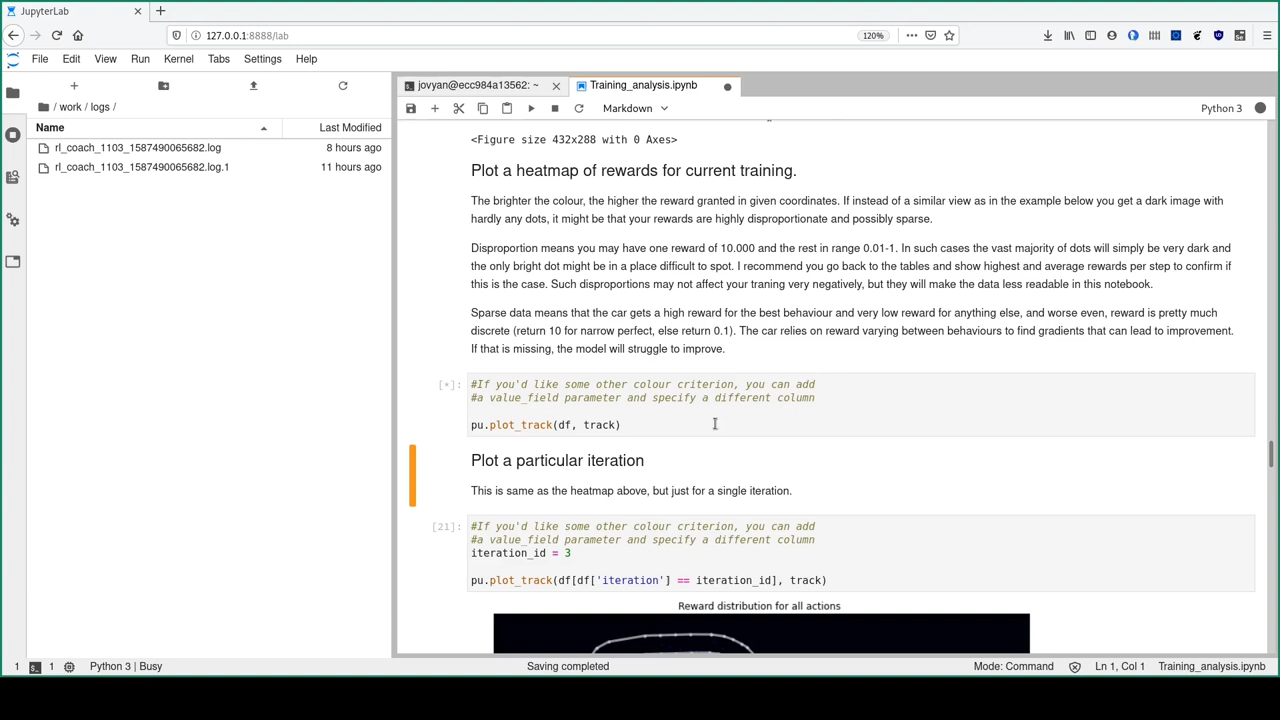 JupyterLab
127.0.0.1:8888/lab
120%
File Edit View Run Kernel Tabs Settings Help
/ work / logs /
Name Last Modified
rl_coach_1103_1587490065682.log 8 hours ago
rl_coach_1103_1587490065682.log.1 11 hours ago
jovyan@ecc984a13562: ~
Training_analysis.ipynb
Markdown
Python 3
<Figure size 432x288 with 0 Axes>
Plot a heatmap of rewards for current training.
The brighter the colour, the higher the reward granted in given coordinates. If instead of a similar view as in the example below you get a dark image with
hardly any dots, it might be that your rewards are highly disproportionate and possibly sparse.
Disproportion means you may have one reward of 10.000 and the rest in range 0.01-1. In such cases the vast majority of dots will simply be very dark and
the only bright dot might be in a place difficult to spot. I recommend you go back to the tables and show highest and average rewards per step to confirm if
this is the case. Such disproportions may not affect your traning very negatively, but they will make the data less readable in this notebook.
Sparse data means that the car gets a high reward for the best behaviour and very low reward for anything else, and worse even, reward is pretty much
discrete (return 10 for narrow perfect, else return 0.1). The car relies on reward varying between behaviours to find gradients that can lead to improvement.
If that is missing, the model will struggle to improve.
[*]:
#If you'd like some other colour criterion, you can add
#a value_field parameter and specify a different column
pu.plot_track(df, track)
Plot a particular iteration
This is same as the heatmap above, but just for a single iteration.
[21]:
#If you'd like some other colour criterion, you can add
#a value_field parameter and specify a different column
iteration_id = 3
pu.plot_track(df[df['iteration'] == iteration_id], track)
Reward distribution for all actions
1 1 Python 3 | Busy Saving completed Mode: Command Ln 1, Col 1 Training_analysis.ipynb